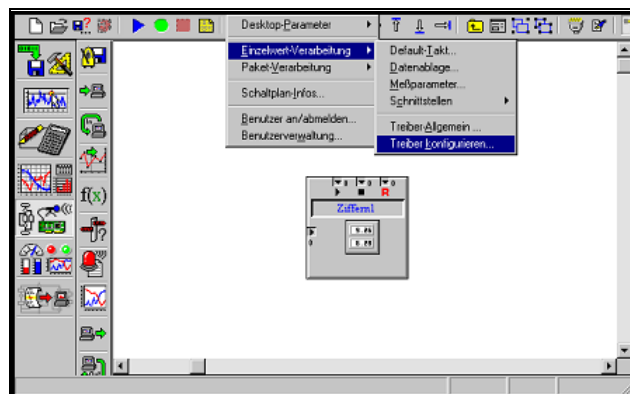 Desktop-Parameter
Einzelwert-Verarbeitung
Paket-Verarbeitung
Schaltplan-Infos...
Benutzer an/abmelden...
Benutzerverwaltung...
Default-Takt...
Datenablage...
Meßparameter...
Schnittstellen
Treiber-Allgemein ...
Treiber konfigurieren...
f(x)
R
Ziffern1
0